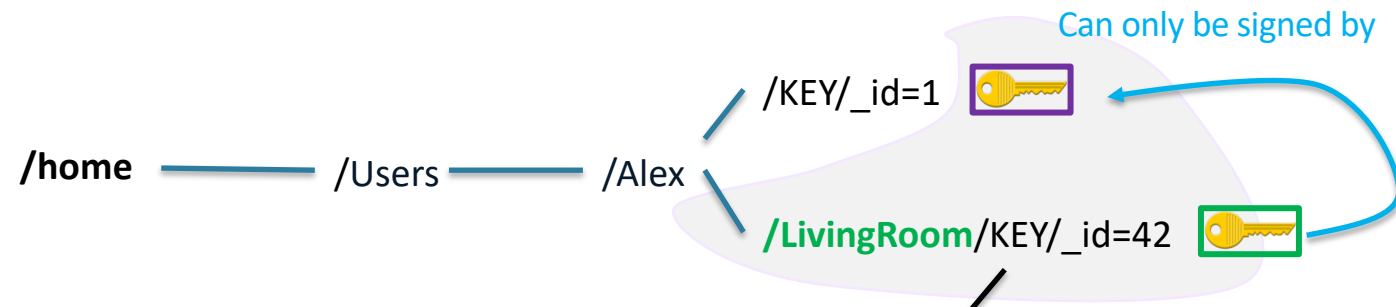 Can only be signed by
/KEY/_id=1
/home
/Users
/Alex
/LivingRoom/KEY/_id=42